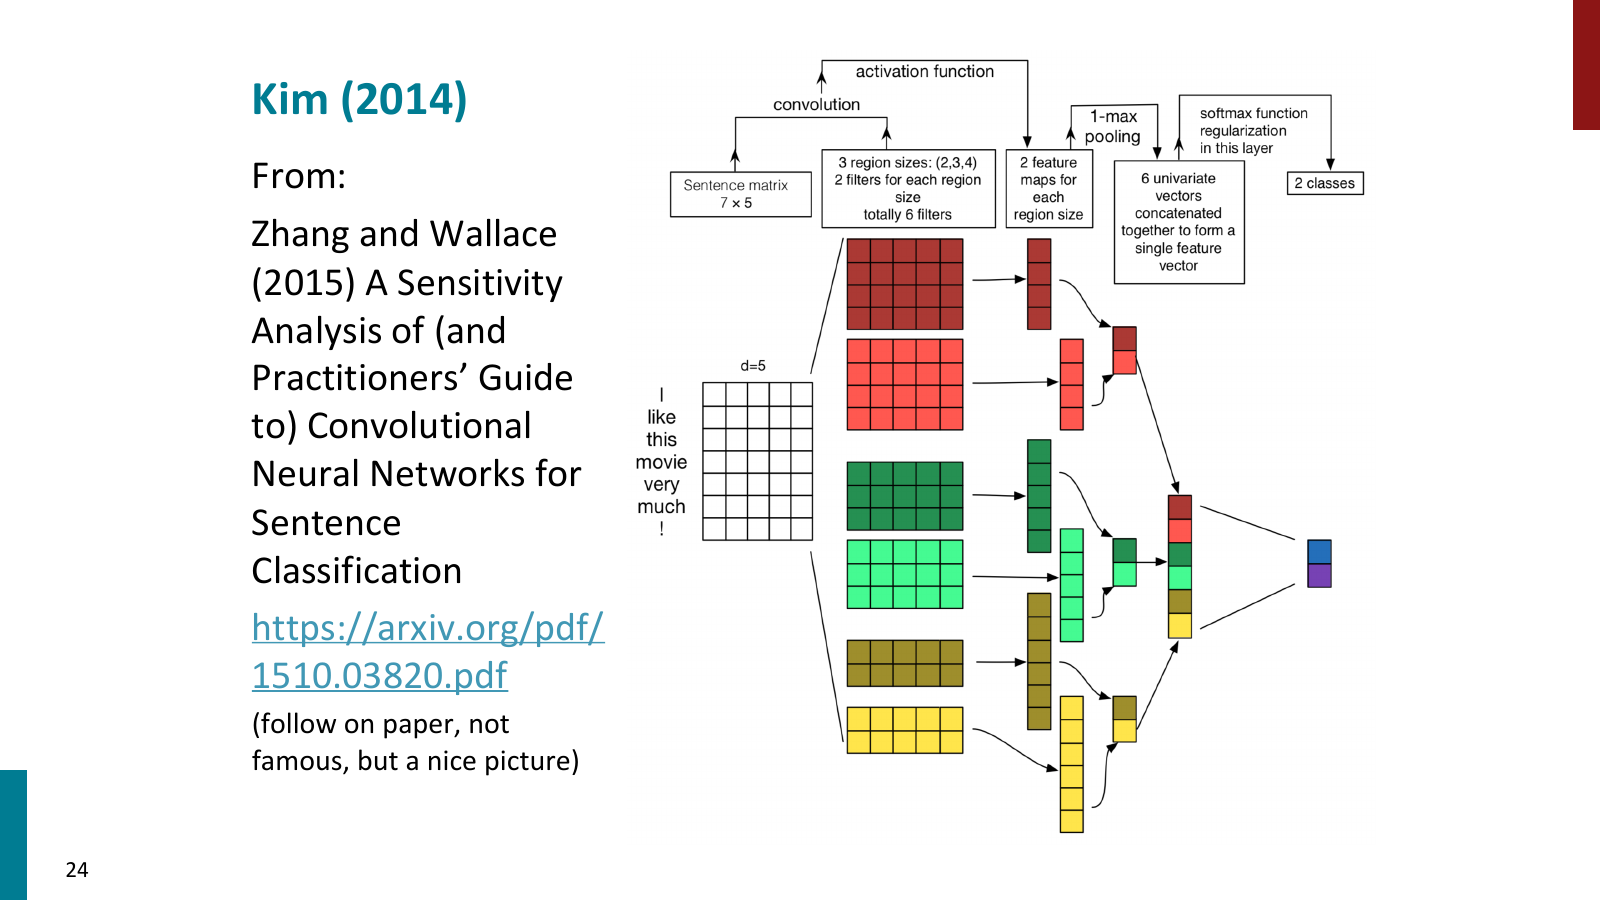 Kim (2014)
From:
Zhang and Wallace
(2015) A Sensitivity
Analysis of (and
Practitioners’ Guide
to) Convolutional
Neural Networks for
Sentence
Classification
https://arxiv.org/pdf/
1510.03820.pdf
(follow on paper, not
famous, but a nice picture)
24
activation function
convolution
1-max
pooling
softmax function
regularization
in this layer
Sentence matrix
7 × 5
3 region sizes: (2,3,4)
2 filters for each region
size
totally 6 filters
2 feature
maps for
each
region size
6 univariate
vectors
concatenated
together to form a
single feature
vector
2 classes
d=5
I
like
this
movie
very
much
!